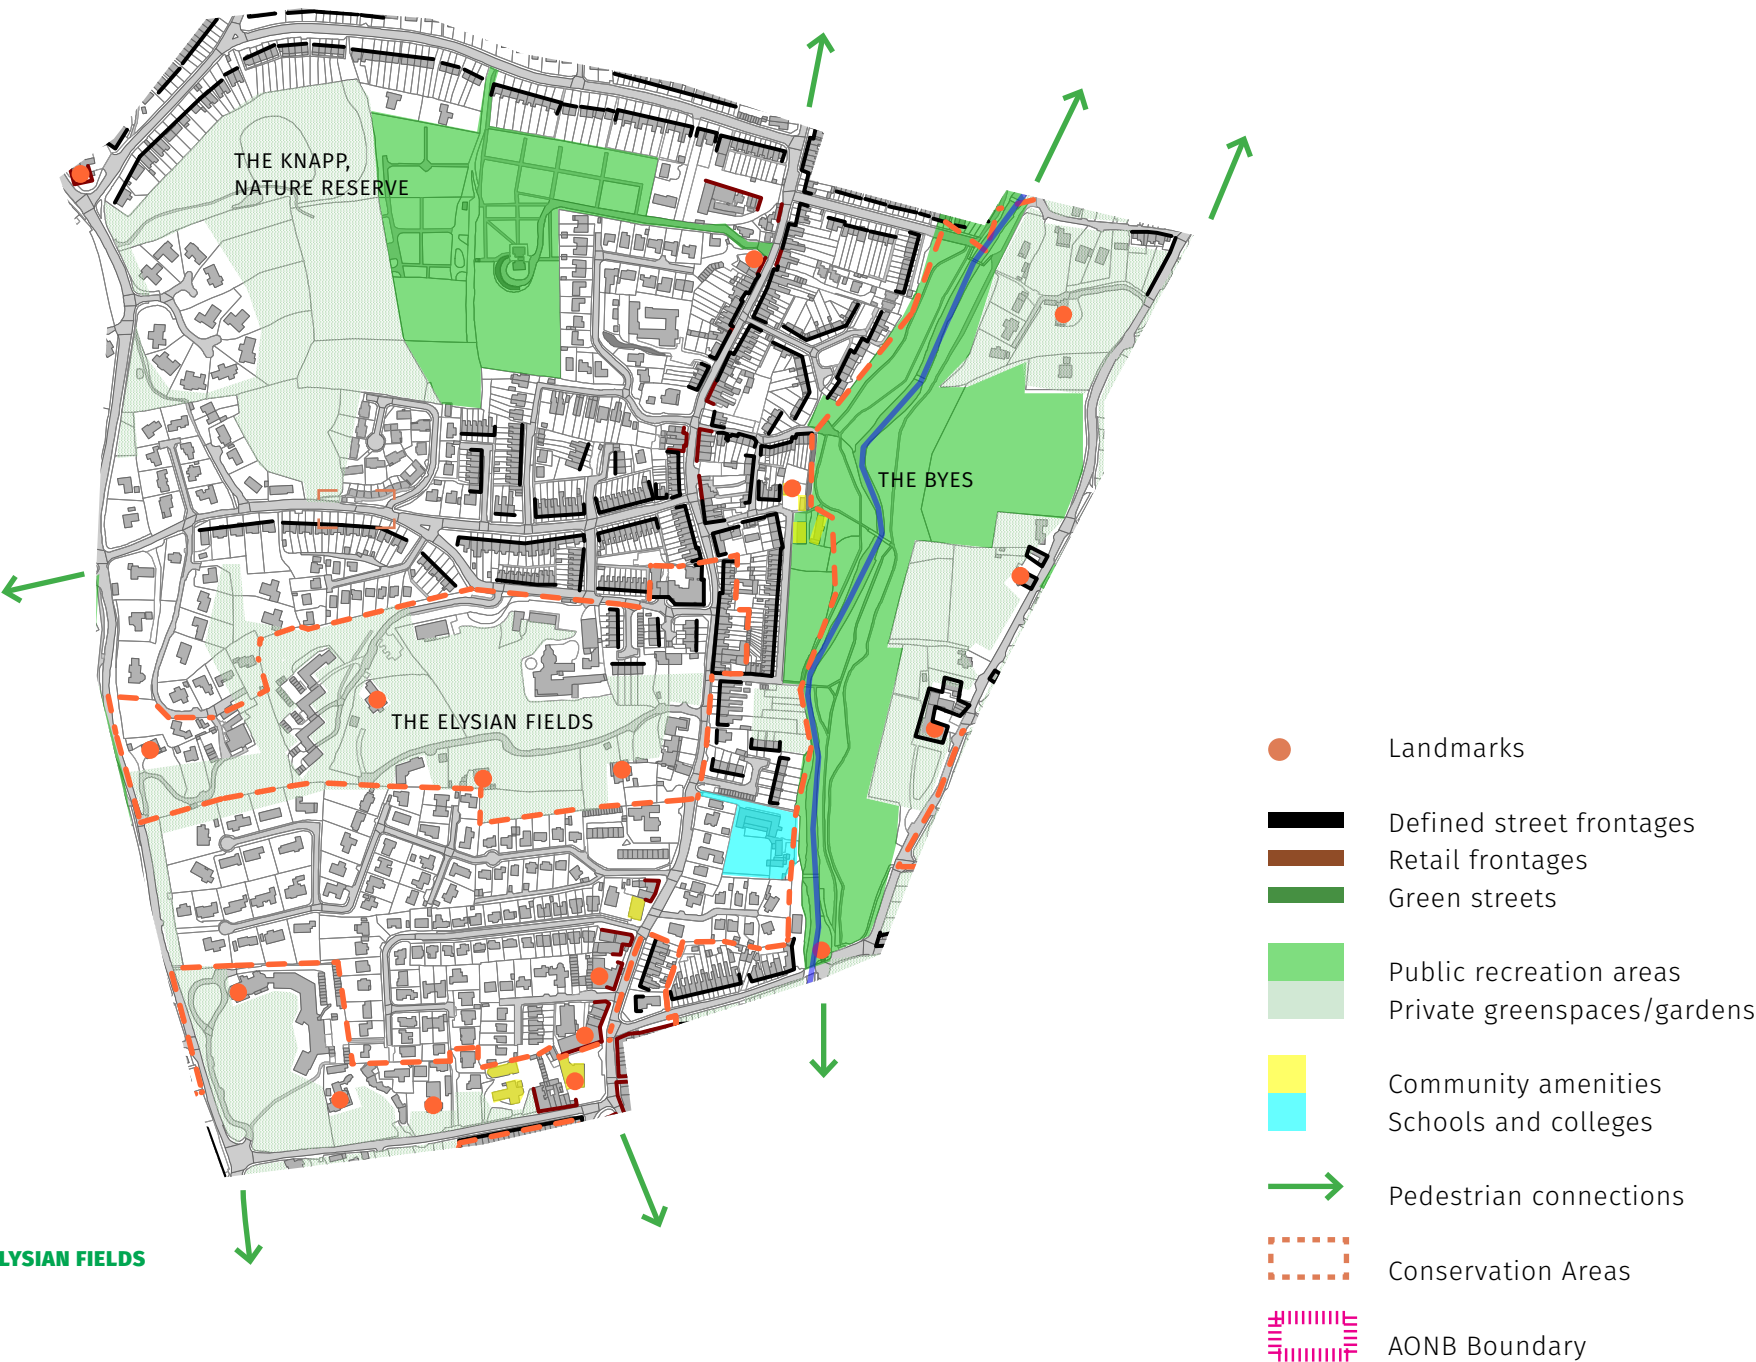 THE KNAPP,
NATURE RESERVE
THE BYES
THE ELYSIAN FIELDS
LYSIAN FIELDS
Landmarks
Defined street frontages
Retail frontages
Green streets
Public recreation areas
Private greenspaces/gardens
Community amenities
Schools and colleges
Pedestrian connections
Conservation Areas
AONB Boundary